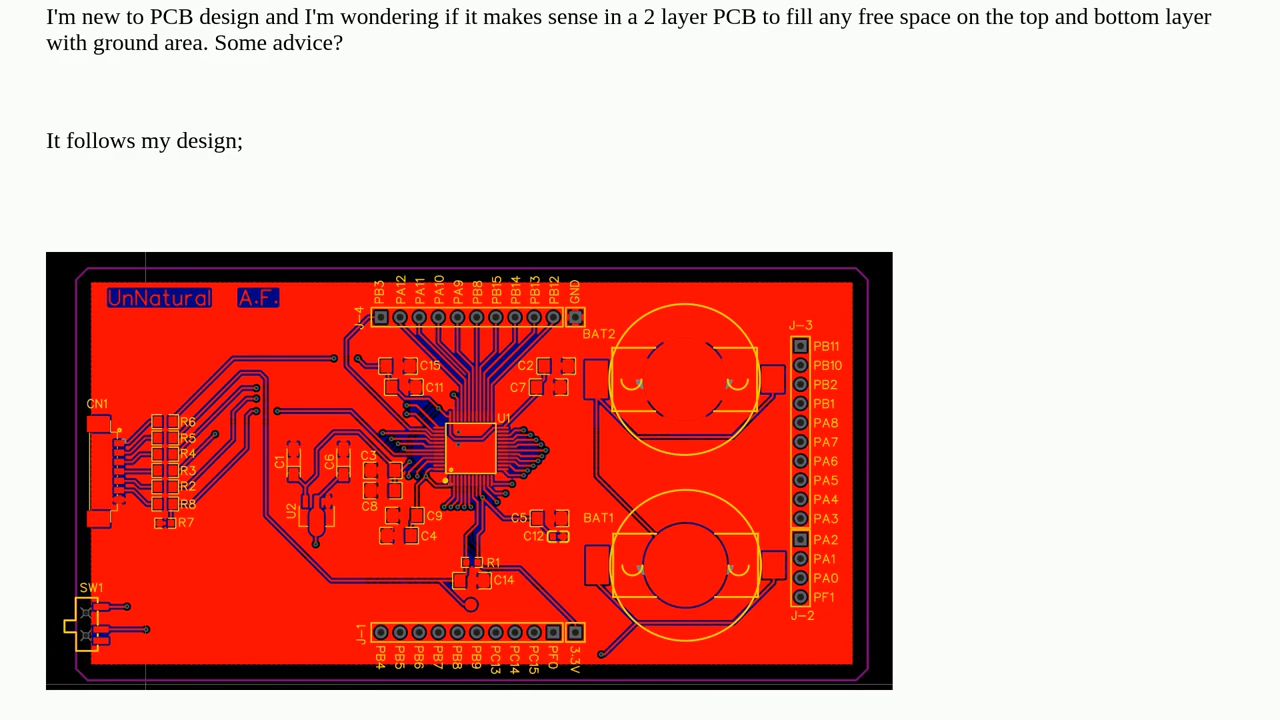 I'm new to PCB design and I'm wondering if it makes sense in a 2 layer PCB to fill any free space on the top and bottom layer
with ground area. Some advice?
It follows my design;
UnNatural A.F.
PB3 PA12 PA11 PA10 PA9 PB8 PB15 PB14 PB13 PB12 GND
J-4
BAT2
J-3
PB11
C15 C2
PB10
C11 C7
PB2
CN1
PB1
U1
R6
PA8
R5
PA7
R4 C1 C6 C3
PA6
R3
PA5
R2
PA4
R8 C8
U2
R7 C9 C5 BAT1
PA3
C4 C12
PA2
R1
PA1
C14
PA0
SW1
PF1
J-2
J-1
PB4 PB5 PB6 PB7 PB8 PB9 PC13 PC14 PC15 PF0 3.3V